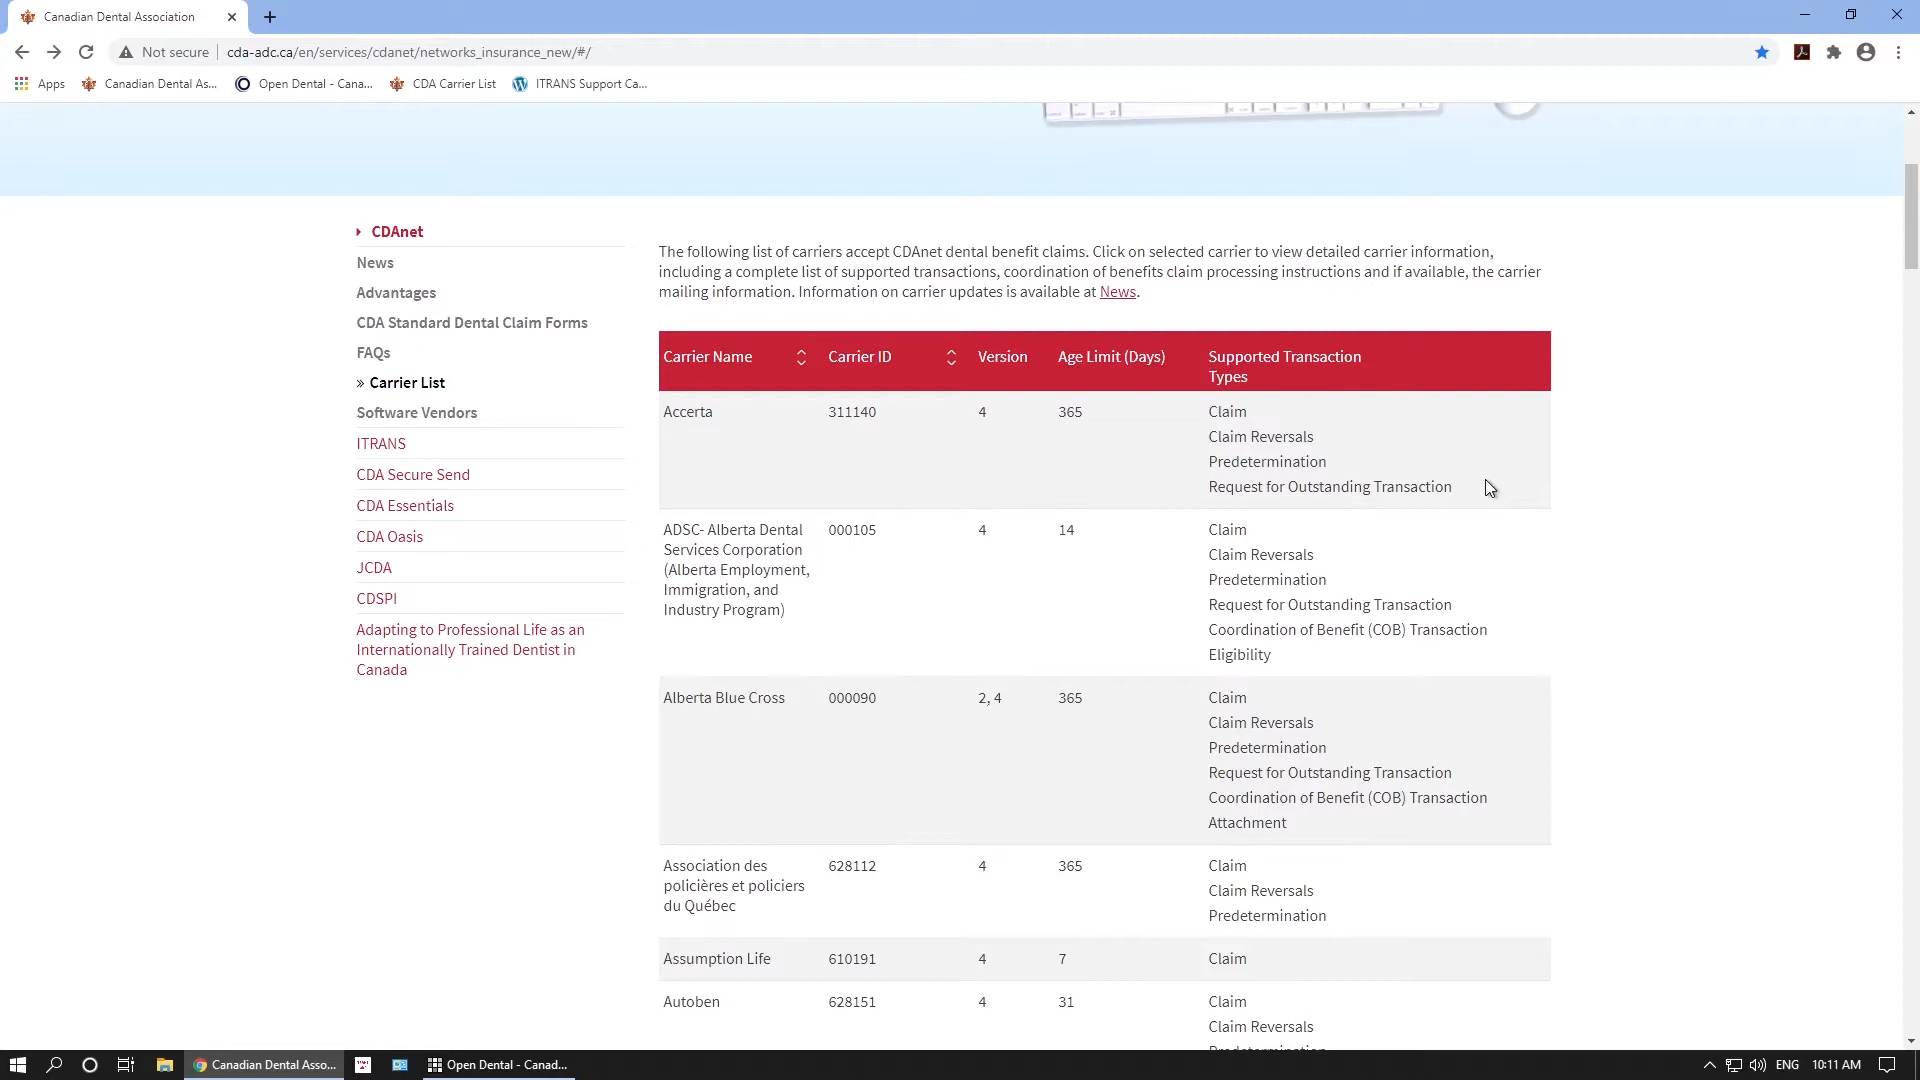 Canadian Dental Association
Not secure cda-adc.ca/en/services/cdanet/networks_insurance_new/#/
Apps Canadian Dental As... Open Dental - Cana... CDA Carrier List ITRANS Support Ca...
CDAnet
News
Advantages
CDA Standard Dental Claim Forms
FAQs
» Carrier List
Software Vendors
ITRANS
CDA Secure Send
CDA Essentials
CDA Oasis
JCDA
CDSPI
Adapting to Professional Life as an
Internationally Trained Dentist in
Canada
The following list of carriers accept CDAnet dental benefit claims. Click on selected carrier to view detailed carrier information,
including a complete list of supported transactions, coordination of benefits claim processing instructions and if available, the carrier
mailing information. Information on carrier updates is available at News.
Carrier Name Carrier ID Version Age Limit (Days) Supported Transaction
Types
Accerta 311140 4 365 Claim
Claim Reversals
Predetermination
Request for Outstanding Transaction
ADSC- Alberta Dental 000105 4 14 Claim
Services Corporation Claim Reversals
(Alberta Employment, Predetermination
Immigration, and Request for Outstanding Transaction
Industry Program) Coordination of Benefit (COB) Transaction
Eligibility
Alberta Blue Cross 000090 2, 4 365 Claim
Claim Reversals
Predetermination
Request for Outstanding Transaction
Coordination of Benefit (COB) Transaction
Attachment
Association des 628112 4 365 Claim
policières et policiers Claim Reversals
du Québec Predetermination
Assumption Life 610191 4 7 Claim
Autoben 628151 4 31 Claim
Claim Reversals
Canadian Dental Asso... Open Dental - Canad... ENG 10:11 AM